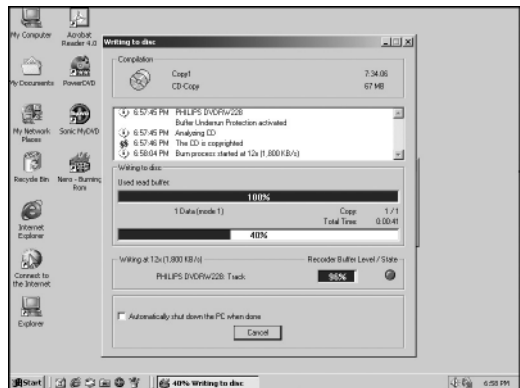 My Computer
Acrobat
Reader 4.0
My Documents
PowerDVD
My Network
Places
Sonic MyDVD
Recycle Bin
Nero - Burning
Rom
Internet
Explorer
Connect to
the Internet
Explorer
Writing to disc
Compilation
Copy1
7:34.06
CD-Copy
67 MB
6:57:45 PM PHILIPS DVDRW228
Buffer Underrun Protection activated
6:57:45 PM Analyzing CD
6:57:46 PM The CD is copyrighted
6:58:04 PM Burn process started at 12x (1,800 KB/s)
Writing to disc
Used read buffer:
100%
1 Data (mode 1)
Copy: 1 / 1
Total Time: 0:00:41
40%
Writing at 12x (1,800 KB/s)
Recorder Buffer Level / State
PHILIPS DVDRW228: Track
96%
Automatically shut down the PC when done
Cancel
Start
40% Writing to disc
6:58 PM